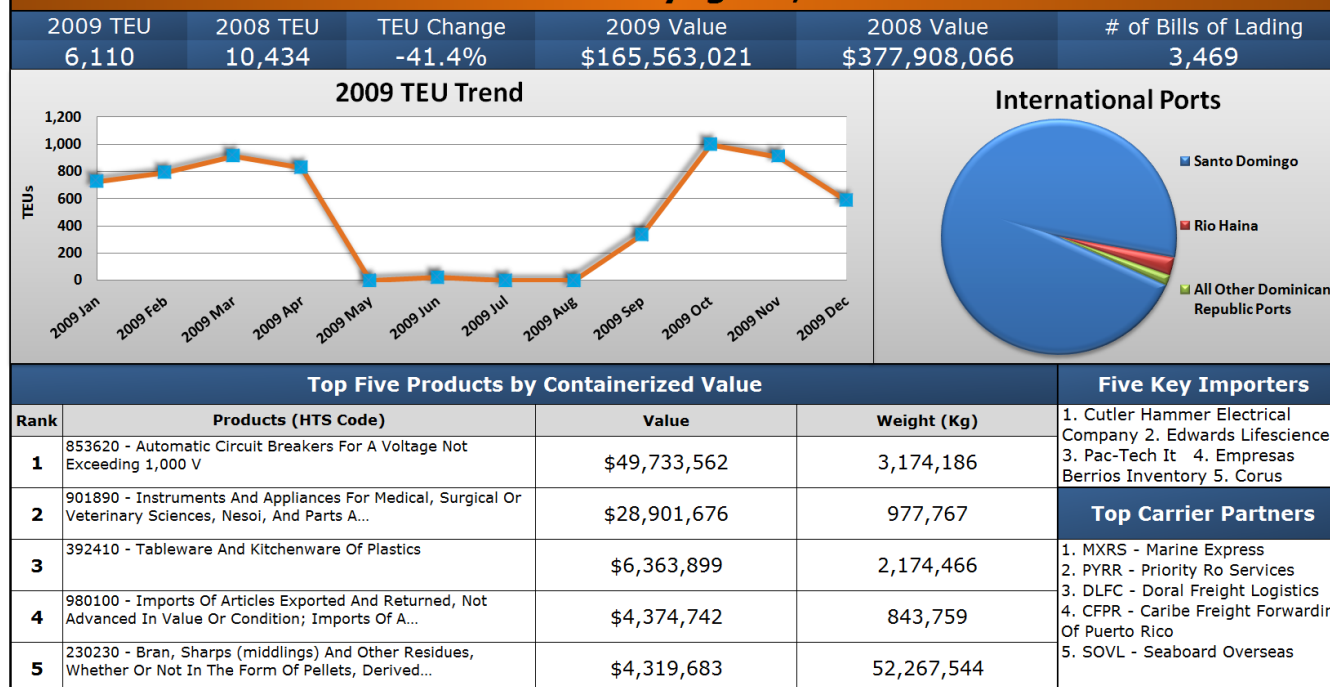 2009 TEU 2008 TEU TEU Change 2009 Value 2008 Value # of Bills of Lading
6,110 10,434 -41.4% $165,563,021 $377,908,066 3,469
2009 TEU Trend
1,200
1,000
800
600
400
200
0
TEUs
2009 Jan 2009 Feb 2009 Mar 2009 Apr 2009 May 2009 Jun 2009 Jul 2009 Aug 2009 Sep 2009 Oct 2009 Nov 2009 Dec
International Ports
Santo Domingo
Rio Haina
All Other Dominican
Republic Ports
Top Five Products by Containerized Value
Rank Products (HTS Code) Value Weight (Kg)
1 853620 - Automatic Circuit Breakers For A Voltage Not
Exceeding 1,000 V $49,733,562 3,174,186
2 901890 - Instruments And Appliances For Medical, Surgical Or
Veterinary Sciences, Nesoi, And Parts A... $28,901,676 977,767
3 392410 - Tableware And Kitchenware Of Plastics $6,363,899 2,174,466
4 980100 - Imports Of Articles Exported And Returned, Not
Advanced In Value Or Condition; Imports Of A... $4,374,742 843,759
5 230230 - Bran, Sharps (middlings) And Other Residues,
Whether Or Not In The Form Of Pellets, Derived... $4,319,683 52,267,544
Five Key Importers
1. Cutler Hammer Electrical
Company 2. Edwards Lifescience
3. Pac-Tech It 4. Empresas
Berrios Inventory 5. Corus
Top Carrier Partners
1. MXRS - Marine Express
2. PYRR - Priority Ro Services
3. DLFC - Doral Freight Logistics
4. CFPR - Caribe Freight Forwardin
Of Puerto Rico
5. SOVL - Seaboard Overseas